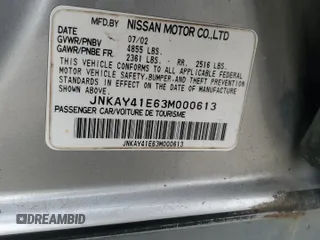 MFD.BY NISSAN MOTOR CO.,LTD
DATE: 07/02
GVWR/PNBV 4855 LBS.
GAWR/PNBE FR. 2361 LBS. - RR. 2516 LBS.
THIS VEHICLE CONFORMS TO ALL APPLICABLE FEDERAL
MOTOR VEHICLE SAFETY,BUMPER,AND THEFT PREVENTION
STANDARDS IN EFFECT ON THE DATE OF MANUFACTURE
SHOWN ABOVE.
JNKAY41E63M000613
PASSENGER CAR/VOITURE DE TOURISME
JNKAY41E63M000613
DREAMBID